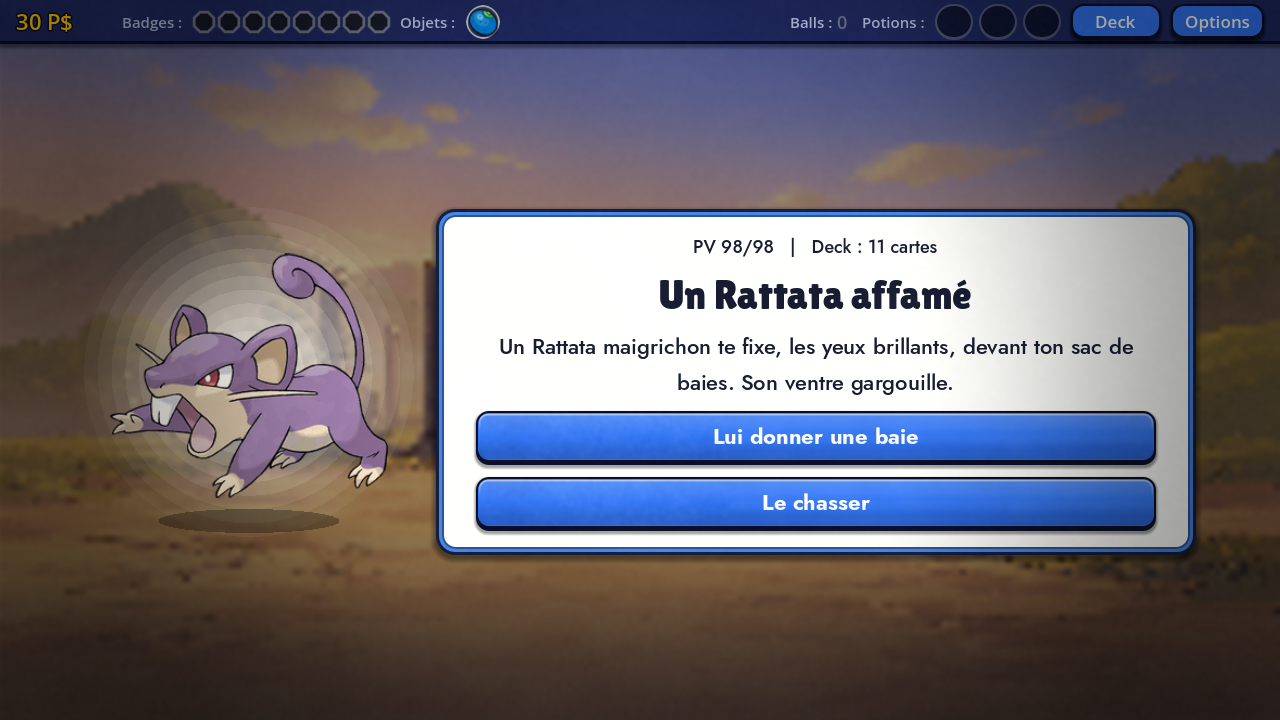 30 P$ Badges : Objets : Balls : 0 Potions : Deck Options
PV 98/98 | Deck : 11 cartes
Un Rattata affamé
Un Rattata maigrichon te fixe, les yeux brillants, devant ton sac de
baies. Son ventre gargouille.
Lui donner une baie
Le chasser